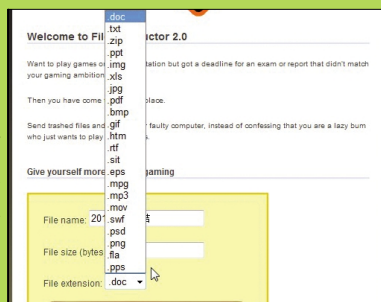 Welcome to Fil
uctor 2.0
Want to play games o
tation but got a deadline for an exam or report that didn't match
your gaming ambition
Then you have come
place.
Send trashed files and
faulty computer, instead of confessing that you are a lazy bum
who just wants to play
s.
Give yourself more
gaming
File name: 201
File size (bytes
File extension: .doc
.doc
.txt
.zip
.ppt
.img
.xls
.jpg
.pdf
.bmp
.gif
.htm
.rtf
.sit
.eps
.mpg
.mp3
.mov
.swf
.psd
.png
.fla
.pps